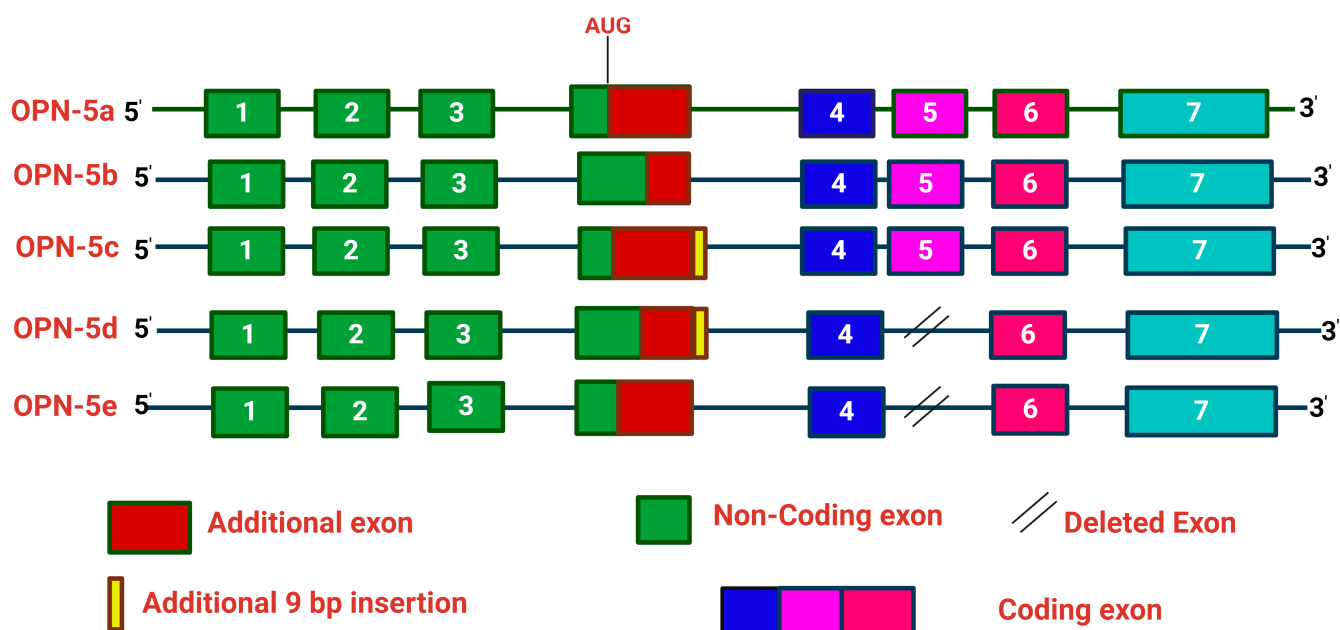 AUG
OPN-5a 5' 1 2 3 4 5 6 7 3'
OPN-5b 5' 1 2 3 4 5 6 7 3'
OPN-5c 5' 1 2 3 4 5 6 7 3'
OPN-5d 5' 1 2 3 4 6 7 3'
OPN-5e 5' 1 2 3 4 6 7 3'
Additional exon
Non-Coding exon
Deleted Exon
Additional 9 bp insertion
Coding exon